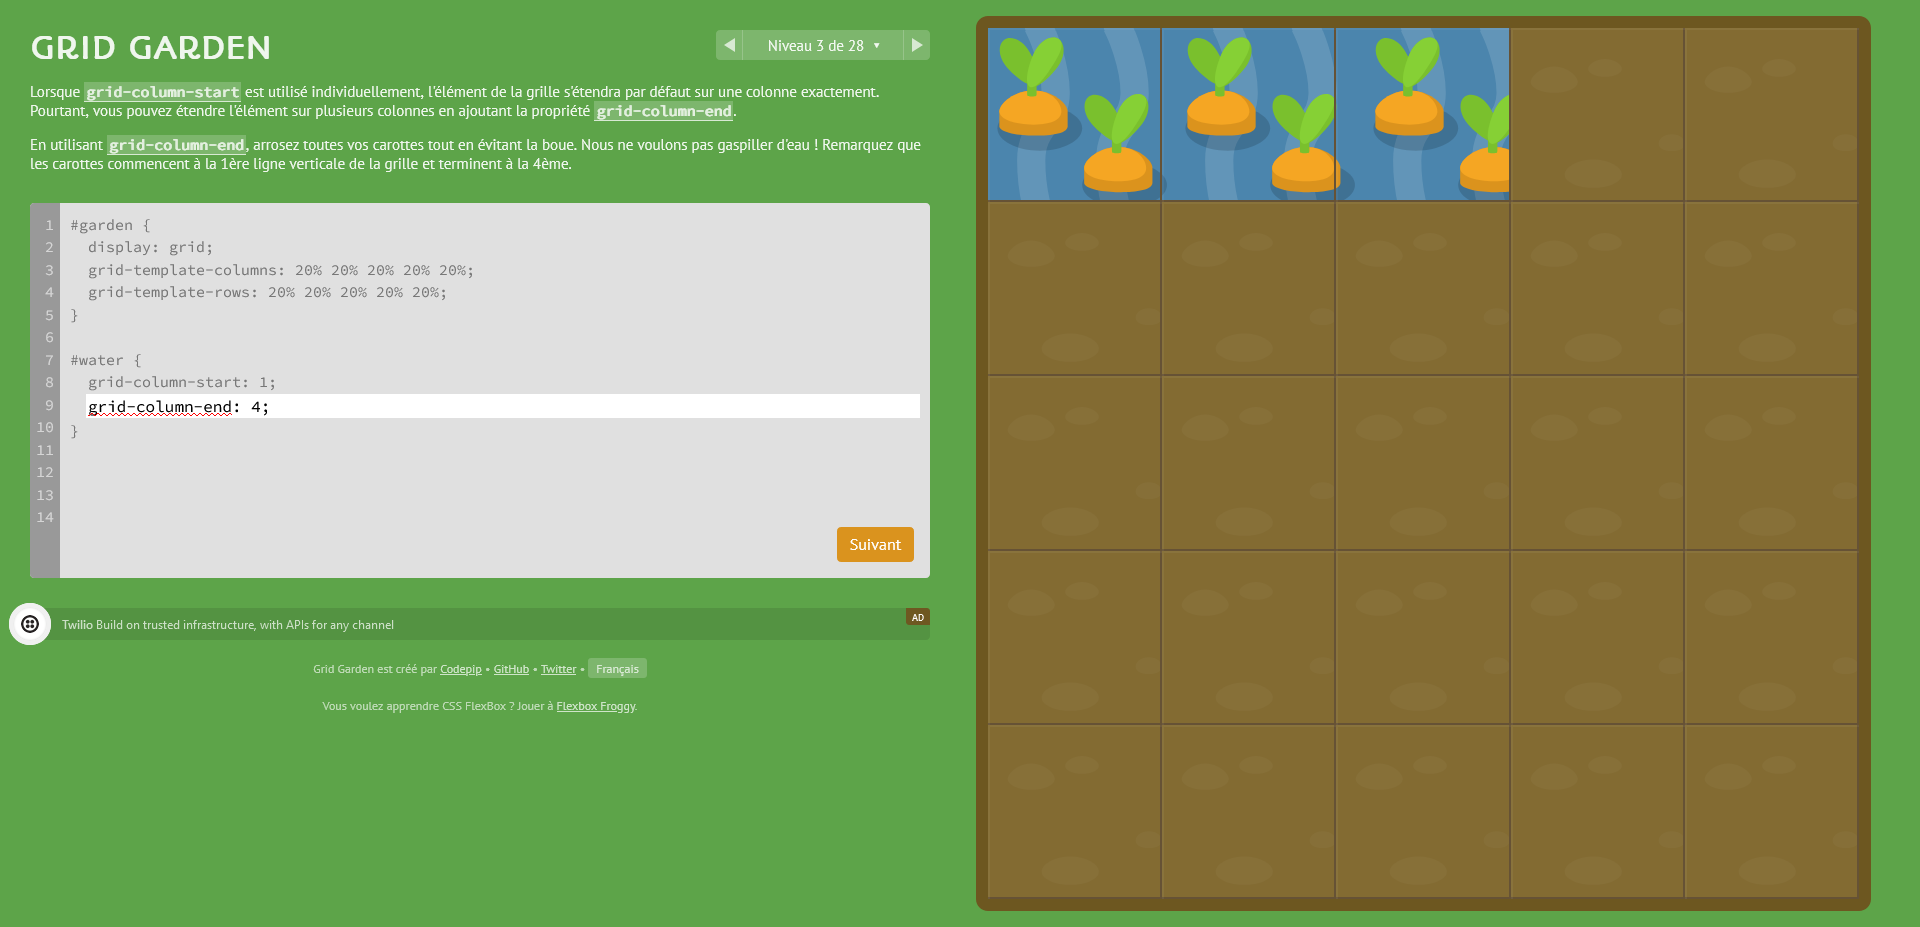 GRID GARDEN
Niveau 3 de 28 ▾
Lorsque grid-column-start est utilisé individuellement, l'élément de la grille s'étendra par défaut sur une colonne exactement.
Pourtant, vous pouvez étendre l'élément sur plusieurs colonnes en ajoutant la propriété grid-column-end.
En utilisant grid-column-end, arrosez toutes vos carottes tout en évitant la boue. Nous ne voulons pas gaspiller d'eau ! Remarquez que
les carottes commencent à la 1ère ligne verticale de la grille et terminent à la 4ème.
1 #garden {
2 display: grid;
3 grid-template-columns: 20% 20% 20% 20% 20%;
4 grid-template-rows: 20% 20% 20% 20% 20%;
5 }
6
7 #water {
8 grid-column-start: 1;
9 grid-column-end: 4;
10 }
11
12
13
14
Suivant
Twilio Build on trusted infrastructure, with APIs for any channel
AD
Grid Garden est créé par Codepip • GitHub • Twitter • Français
Vous voulez apprendre CSS FlexBox ? Jouer à Flexbox Froggy.